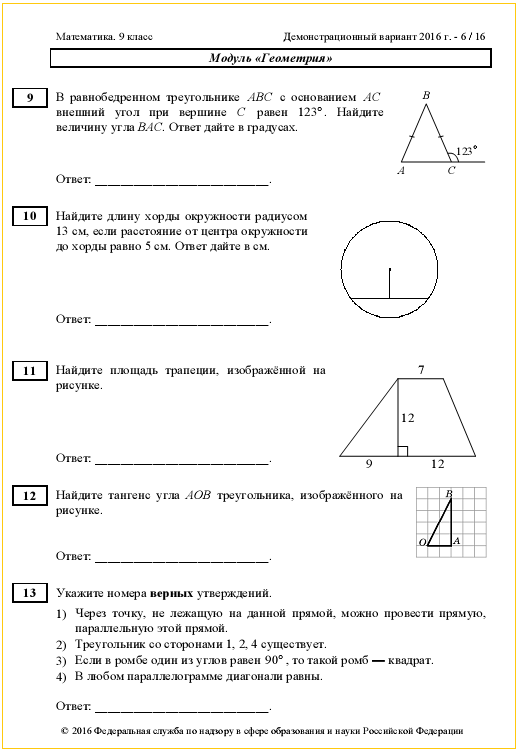 Математика. 9 класс
Демонстрационный вариант 2016 г. - 6 / 16
Модуль «Геометрия»
9
В равнобедренном треугольнике ABC с основанием AC
внешний угол при вершине C равен 123°. Найдите
величину угла BAC. Ответ дайте в градусах.
B
123°
A
C
Ответ: ___________________________.
10
Найдите длину хорды окружности радиусом
13 см, если расстояние от центра окружности
до хорды равно 5 см. Ответ дайте в см.
Ответ: ___________________________.
11
Найдите площадь трапеции, изображённой на
рисунке.
7
12
9
12
Ответ: ___________________________.
12
Найдите тангенс угла AOB треугольника, изображённого на
рисунке.
B
O
A
Ответ: ___________________________.
13
Укажите номера верных утверждений.
1) Через точку, не лежащую на данной прямой, можно провести прямую,
параллельную этой прямой.
2) Треугольник со сторонами 1, 2, 4 существует.
3) Если в ромбе один из углов равен 90° , то такой ромб — квадрат.
4) В любом параллелограмме диагонали равны.
Ответ: ___________________________.
© 2016 Федеральная служба по надзору в сфере образования и науки Российской Федерации